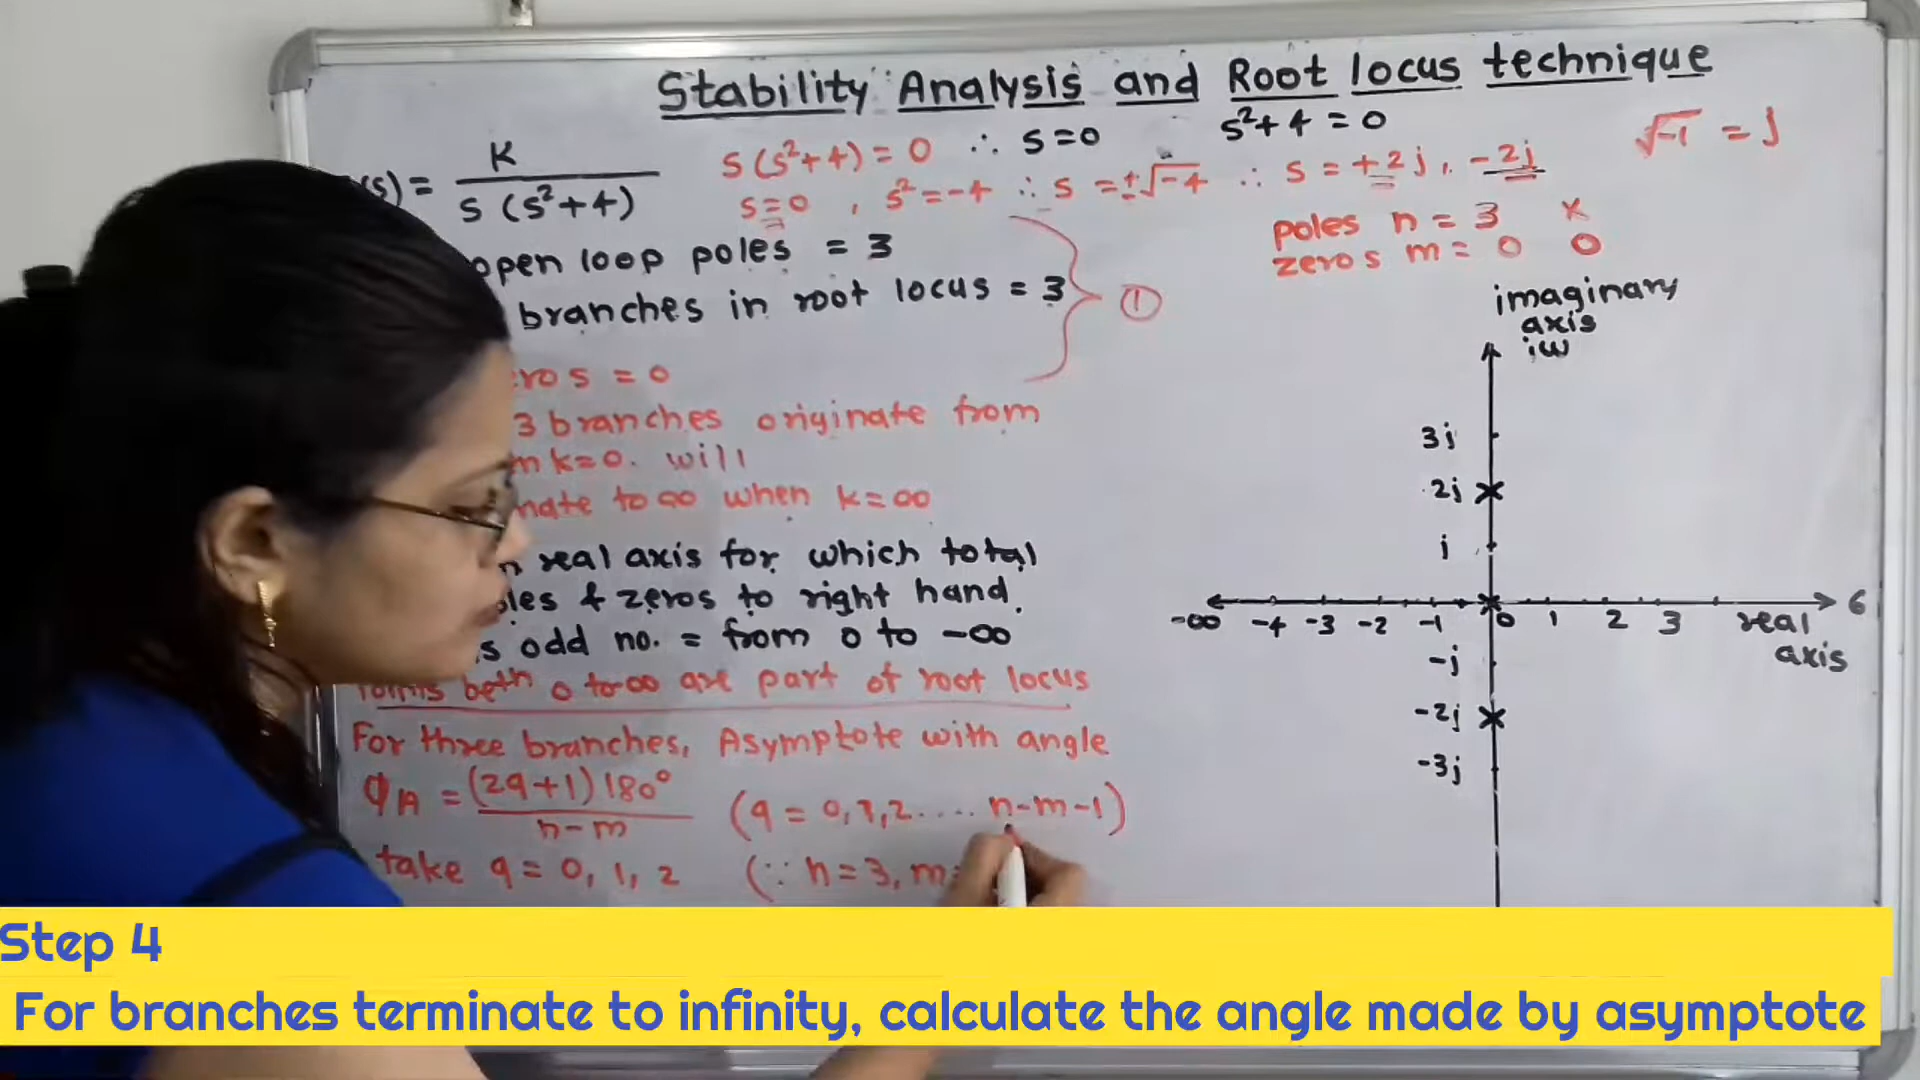 Stability Analysis and Root locus technique
(s) = K / s (s²+4)
s(s²+4) = 0 ∴ s=0 s²+4 = 0
s=0, s²=-4 ∴ s = ±√-4 ∴ s = +2j, -2j
√-1 = j
poles n = 3 ×
zeros m = 0 O
open loop poles = 3
branches in root locus = 3
①
= 0
3 branches originate from
k=0. will
to ∞ when k=∞
real axis for which total
& zeros to right hand.
odd no. = from 0 to -∞
Points betn 0 to ∞ are part of root locus
For three branches, Asymptote with angle
φA = (2q+1)180° / n-m (q = 0,1,2.... n-m-1)
take q = 0, 1, 2 (∵ n=3, m=
imaginary
axis
jω
3j
2j
j
-∞ -4 -3 -2 -1 0 1 2 3 real σ
axis
-j
-2j
-3j
Step 4
For branches terminate to infinity, calculate the angle made by asymptote